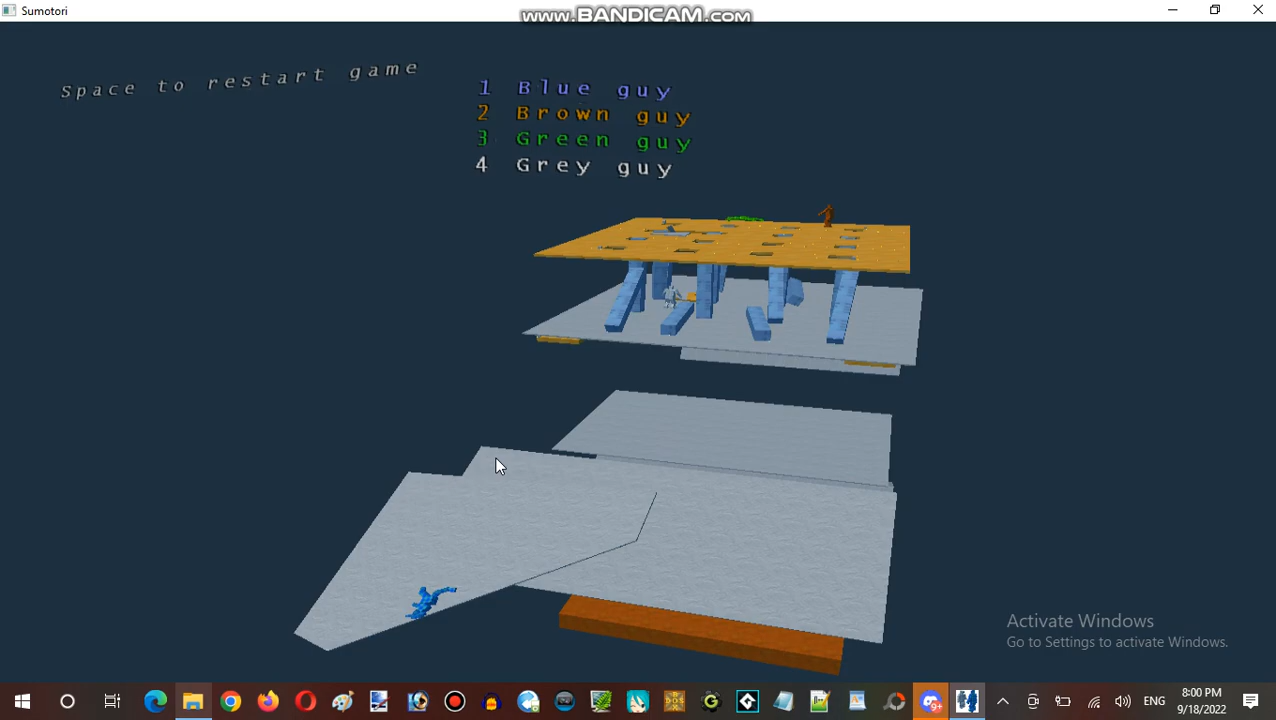 Sumotori
www.BANDICAM.com
Space to restart game
1 Blue guy
2 Brown guy
3 Green guy
4 Grey guy
Activate Windows
Go to Settings to activate Windows.
9+
ENG
8:00 PM
9/18/2022